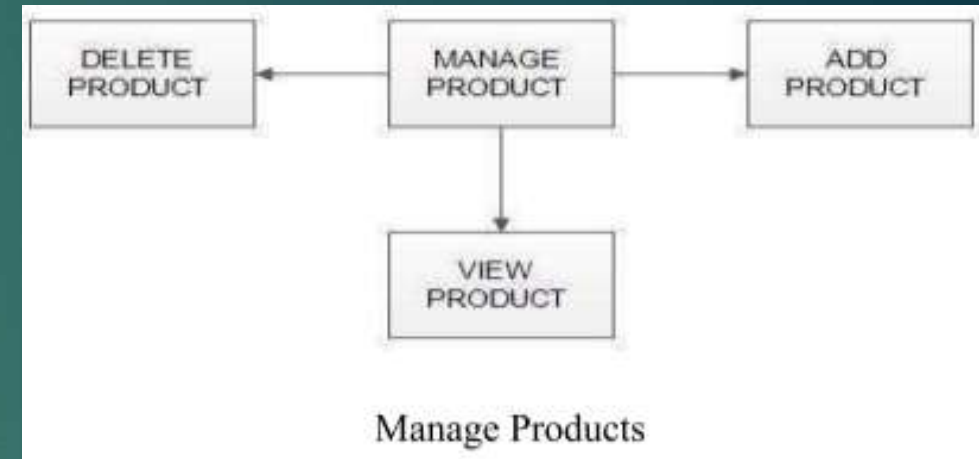 DELETE
PRODUCT
MANAGE
PRODUCT
ADD
PRODUCT
VIEW
PRODUCT
Manage Products